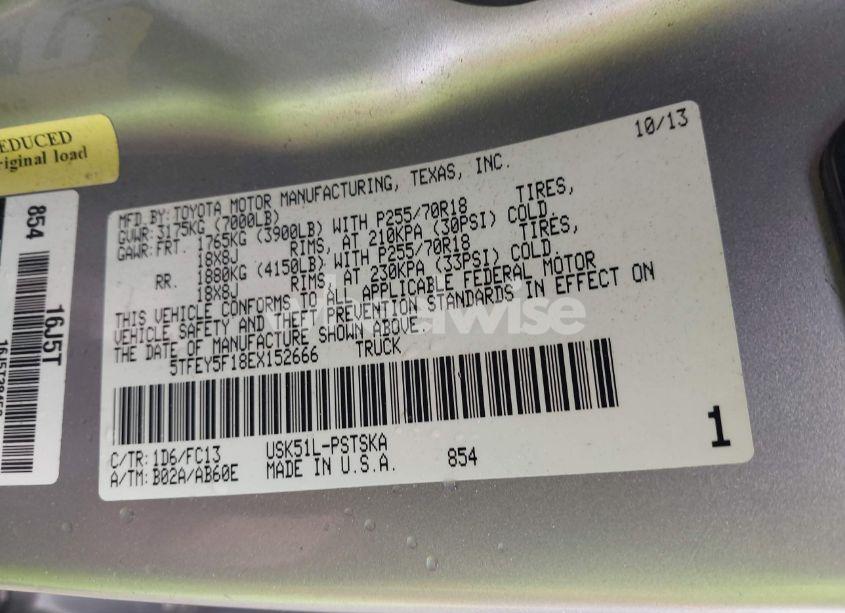 EDUCED
riginal load
854
16J5T
10/13
MFD.BY: TOYOTA MOTOR MANUFACTURING, TEXAS, INC.
GVWR: 3175KG (7000LB)
GAWR: FRT. 1765KG (3900LB) WITH P255/70R18 TIRES,
18X8J RIMS, AT 210KPA (30PSI) COLD.
RR. 1880KG (4150LB) WITH P255/70R18 TIRES,
18X8J RIMS, AT 230KPA (33PSI) COLD.
THIS VEHICLE CONFORMS TO ALL APPLICABLE FEDERAL MOTOR
VEHICLE SAFETY AND THEFT PREVENTION STANDARDS IN EFFECT ON
THE DATE OF MANUFACTURE SHOWN ABOVE.
5TFEY5F18EX152666 TRUCK
C/TR: 1D6/FC13 USK51L-PSTSKA
A/TM: B02A/AB60E MADE IN U.S.A. 854
1
wheelwise